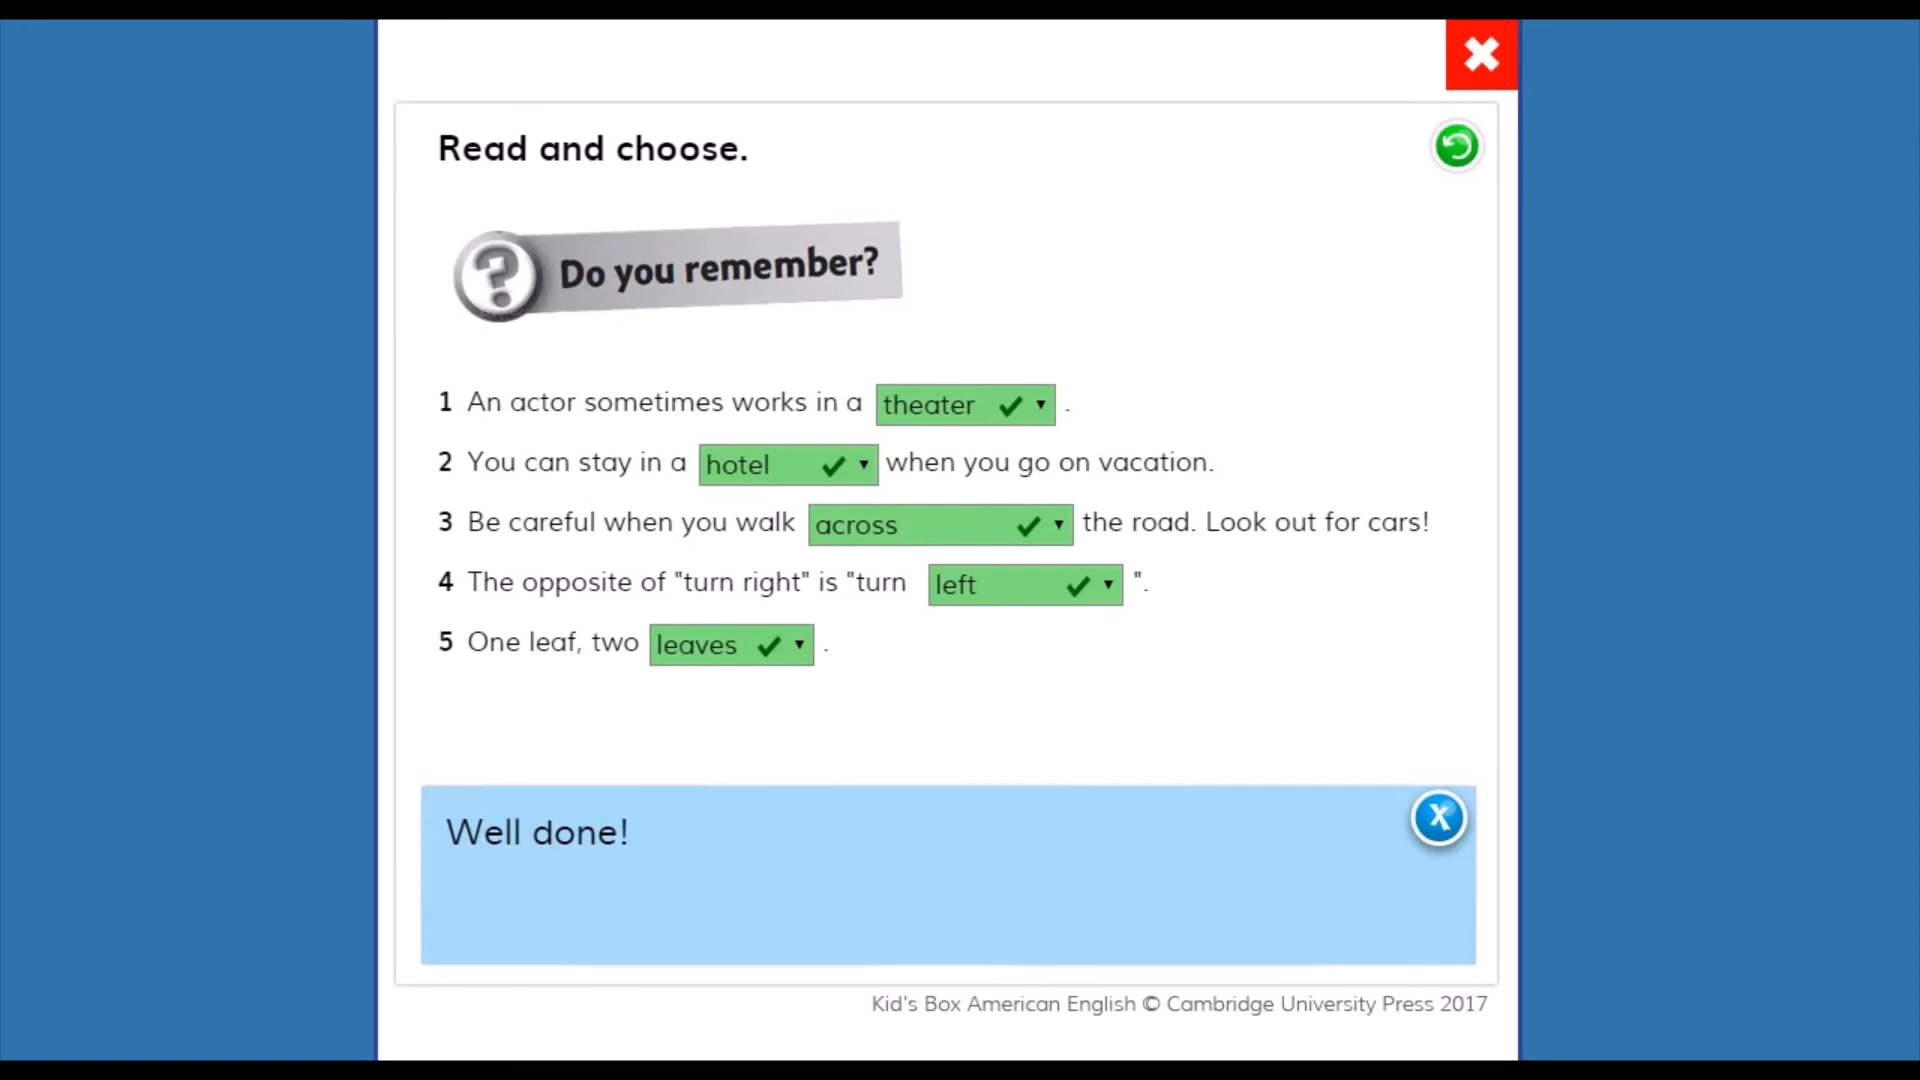 Read and choose.
? Do you remember?
1 An actor sometimes works in a theater .
2 You can stay in a hotel when you go on vacation.
3 Be careful when you walk across the road. Look out for cars!
4 The opposite of "turn right" is "turn left ".
5 One leaf, two leaves .
Well done!
X
Kid's Box American English © Cambridge University Press 2017